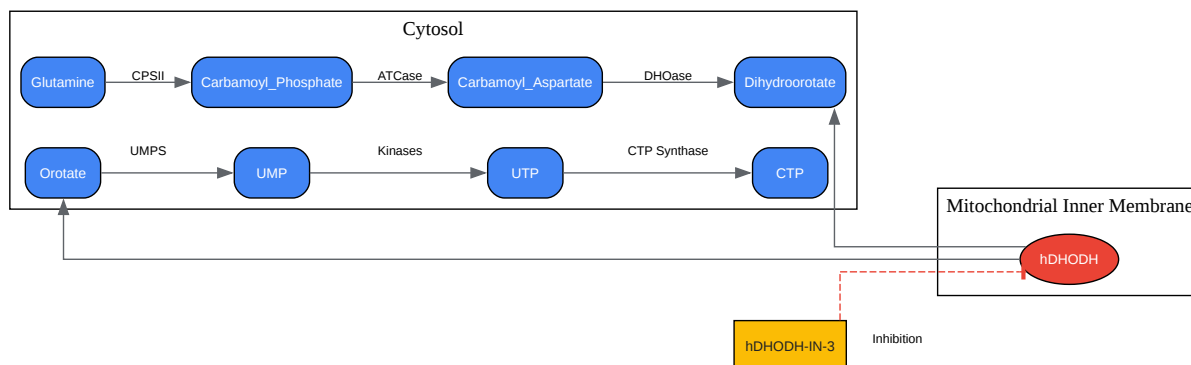 Cytosol
Glutamine
CPSII
Carbamoyl_Phosphate
ATCase
Carbamoyl_Aspartate
DHOase
Dihydroorotate
Orotate
UMPS
UMP
Kinases
UTP
CTP Synthase
CTP
Mitochondrial Inner Membrane
hDHODH
hDHODH-IN-3
Inhibition